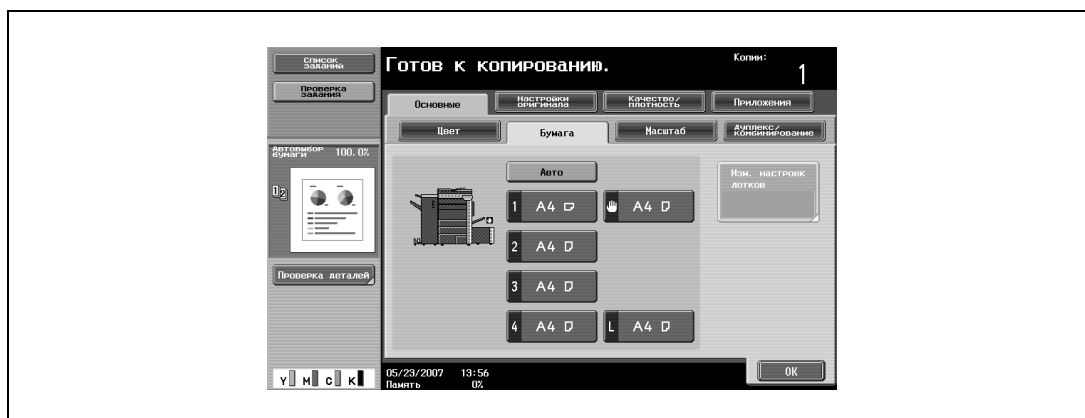 Список
задания
Готов к копированию.
Копии:
1
Проверка
задания
Основные
Настройки
оригинала
Качество/
плотность
Приложения
Цвет
Бумага
Масштаб
Дуплекс/
комбинирование
Автовыбор
бумаги
100.0%
Авто
Изм. настроек
лотков
1 A4
A4
2 A4
3 A4
4 A4
L A4
Проверка деталей
Y M C K
05/23/2007 13:56
Память 0%
OK